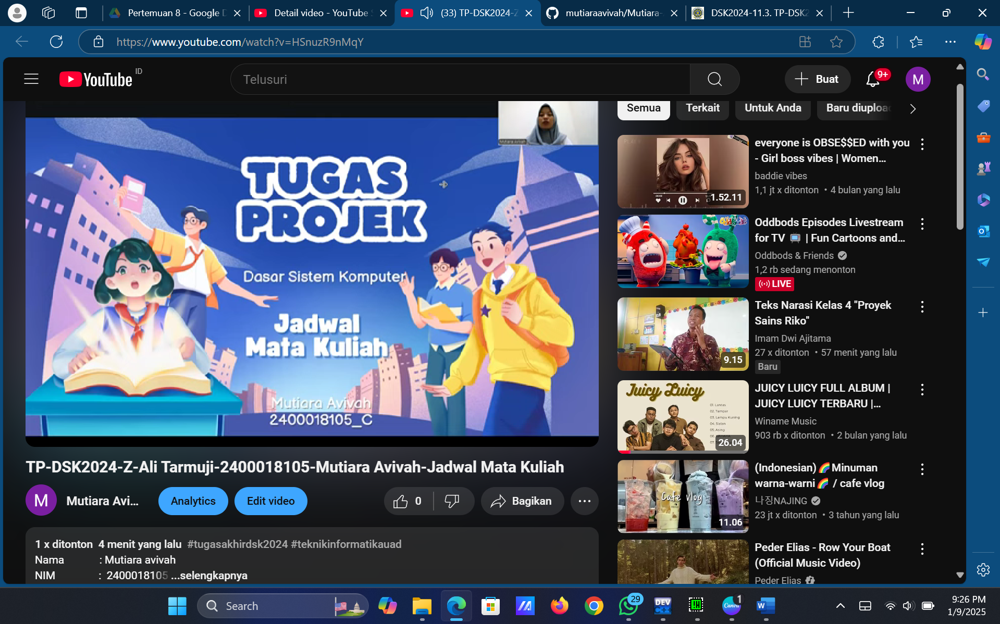 Pertemuan 8 - Google D
Detail video - YouTube S
(33) TP-DSK2024-Z
mutiaraavivah/Mutiara-
DSK2024-11.3. TP-DSK2
https://www.youtube.com/watch?v=HSnuzR9nMqY
YouTube ID
Telusuri
Buat
9+
M
Mutiara Avivah
TUGAS
PROJEK
Dasar Sistem Komputer
Jadwal
Mata Kuliah
Mutiara Avivah
2400018105_C
TP-DSK2024-Z-Ali Tarmuji-2400018105-Mutiara Avivah-Jadwal Mata Kuliah
M
Mutiara Avi...
Analytics
Edit video
0
Bagikan
1 x ditonton 4 menit yang lalu #tugasakhirdsk2024 #teknikinformatikauad
Nama : Mutiara avivah
NIM : 2400018105 ...selengkapnya
Semua
Terkait
Untuk Anda
Baru diuploa
1.52.11
everyone is OBSE$$ED with you
- Girl boss vibes | Women...
baddie vibes
1,1 jt x ditonton • 4 bulan yang lalu
Oddbods Episodes Livestream
for TV 📺 | Fun Cartoons and...
Oddbods & Friends
1,2 rb sedang menonton
LIVE
9.15
Teks Narasi Kelas 4 "Proyek
Sains Riko"
Imam Dwi Ajitama
27 x ditonton • 57 menit yang lalu
Baru
Juicy Luicy
01. Lantas
02. Tampar
03. Lampu Kuning
04. Sialan
05. Asing
26.04
JUICY LUICY FULL ALBUM |
JUICY LUICY TERBARU |...
Winame Music
903 rb x ditonton • 2 bulan yang lalu
Cafe vlog
11.06
(Indonesian)🌈Minuman
warna-warni🌈 / cafe vlog
나징NAJING
23 jt x ditonton • 3 tahun yang lalu
Peder Elias - Row Your Boat
(Official Music Video)
Peder Elias
Search
29
DEV
C++
Canva
1
W
9:26 PM
1/9/2025